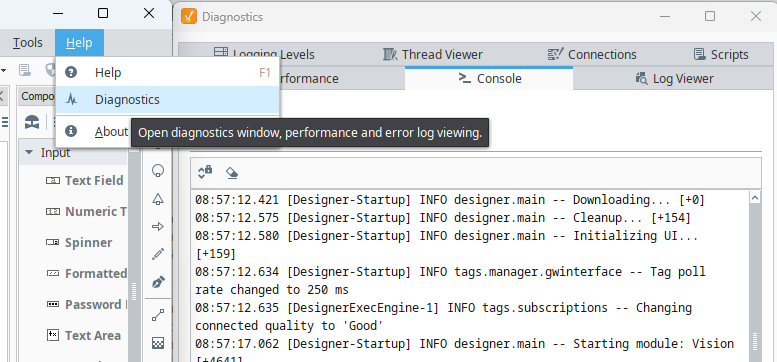 Diagnostics
Tools
Help
Logging Levels
Thread Viewer
Connections
Scripts
Help F1
Diagnostics
About
Open diagnostics window, performance and error log viewing.
Console
Log Viewer
Input
Text Field
Numeric T
Spinner
Formatted
Password
Text Area
08:57:12.421 [Designer-Startup] INFO designer.main -- Downloading... [+0]
08:57:12.575 [Designer-Startup] INFO designer.main -- Cleanup... [+154]
08:57:12.580 [Designer-Startup] INFO designer.main -- Initializing UI...
[+159]
08:57:12.634 [Designer-Startup] INFO tags.manager.gwinterface -- Tag poll
rate changed to 250 ms
08:57:12.635 [DesignerExecEngine-1] INFO tags.subscriptions -- Changing
connected quality to 'Good'
08:57:17.062 [Designer-Startup] INFO designer.main -- Starting module: Vision
[+4641]